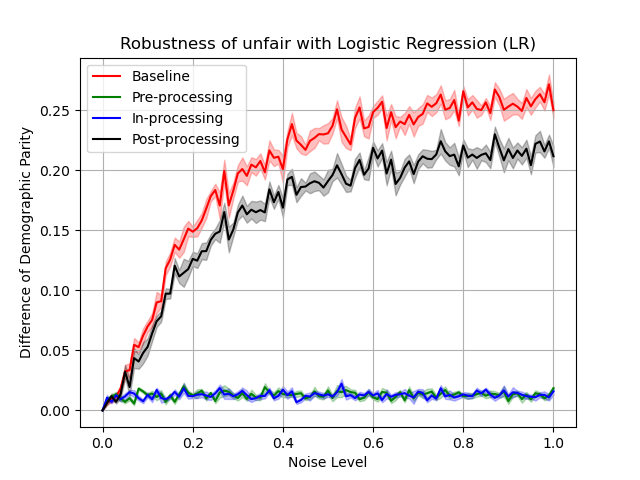 Robustness of unfair with Logistic Regression (LR)
Baseline
Pre-processing
In-processing
Post-processing
Difference of Demographic Parity
0.25
0.20
0.15
0.10
0.05
0.00
0.0 0.2 0.4 0.6 0.8 1.0
Noise Level